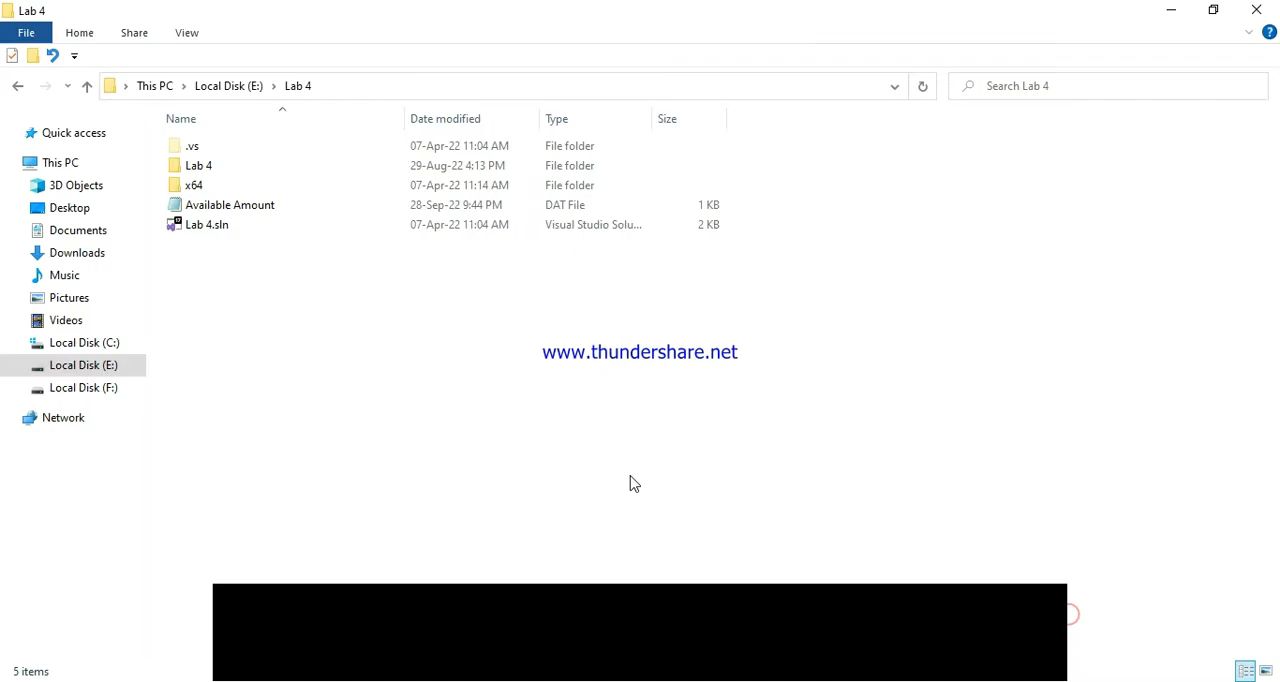 Lab 4
File Home Share View
This PC Local Disk (E:) Lab 4
Search Lab 4
Name Date modified Type Size
.vs 07-Apr-22 11:04 AM File folder
Lab 4 29-Aug-22 4:13 PM File folder
x64 07-Apr-22 11:14 AM File folder
Available Amount 28-Sep-22 9:44 PM DAT File 1 KB
Lab 4.sln 07-Apr-22 11:04 AM Visual Studio Solu... 2 KB
Quick access
This PC
3D Objects
Desktop
Documents
Downloads
Music
Pictures
Videos
Local Disk (C:)
Local Disk (E:)
Local Disk (F:)
Network
www.thundershare.net
5 items